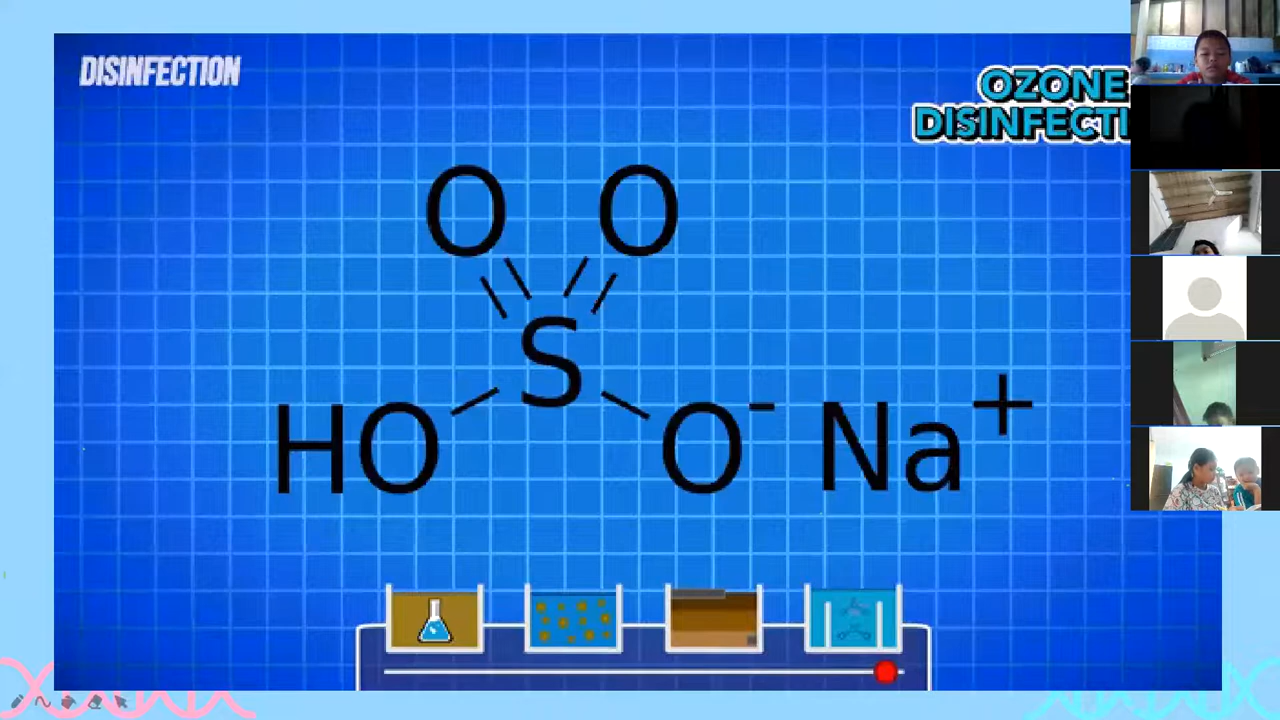 DISINFECTION
OZONE
DISINFECTI
O O
S
HO O⁻ Na⁺